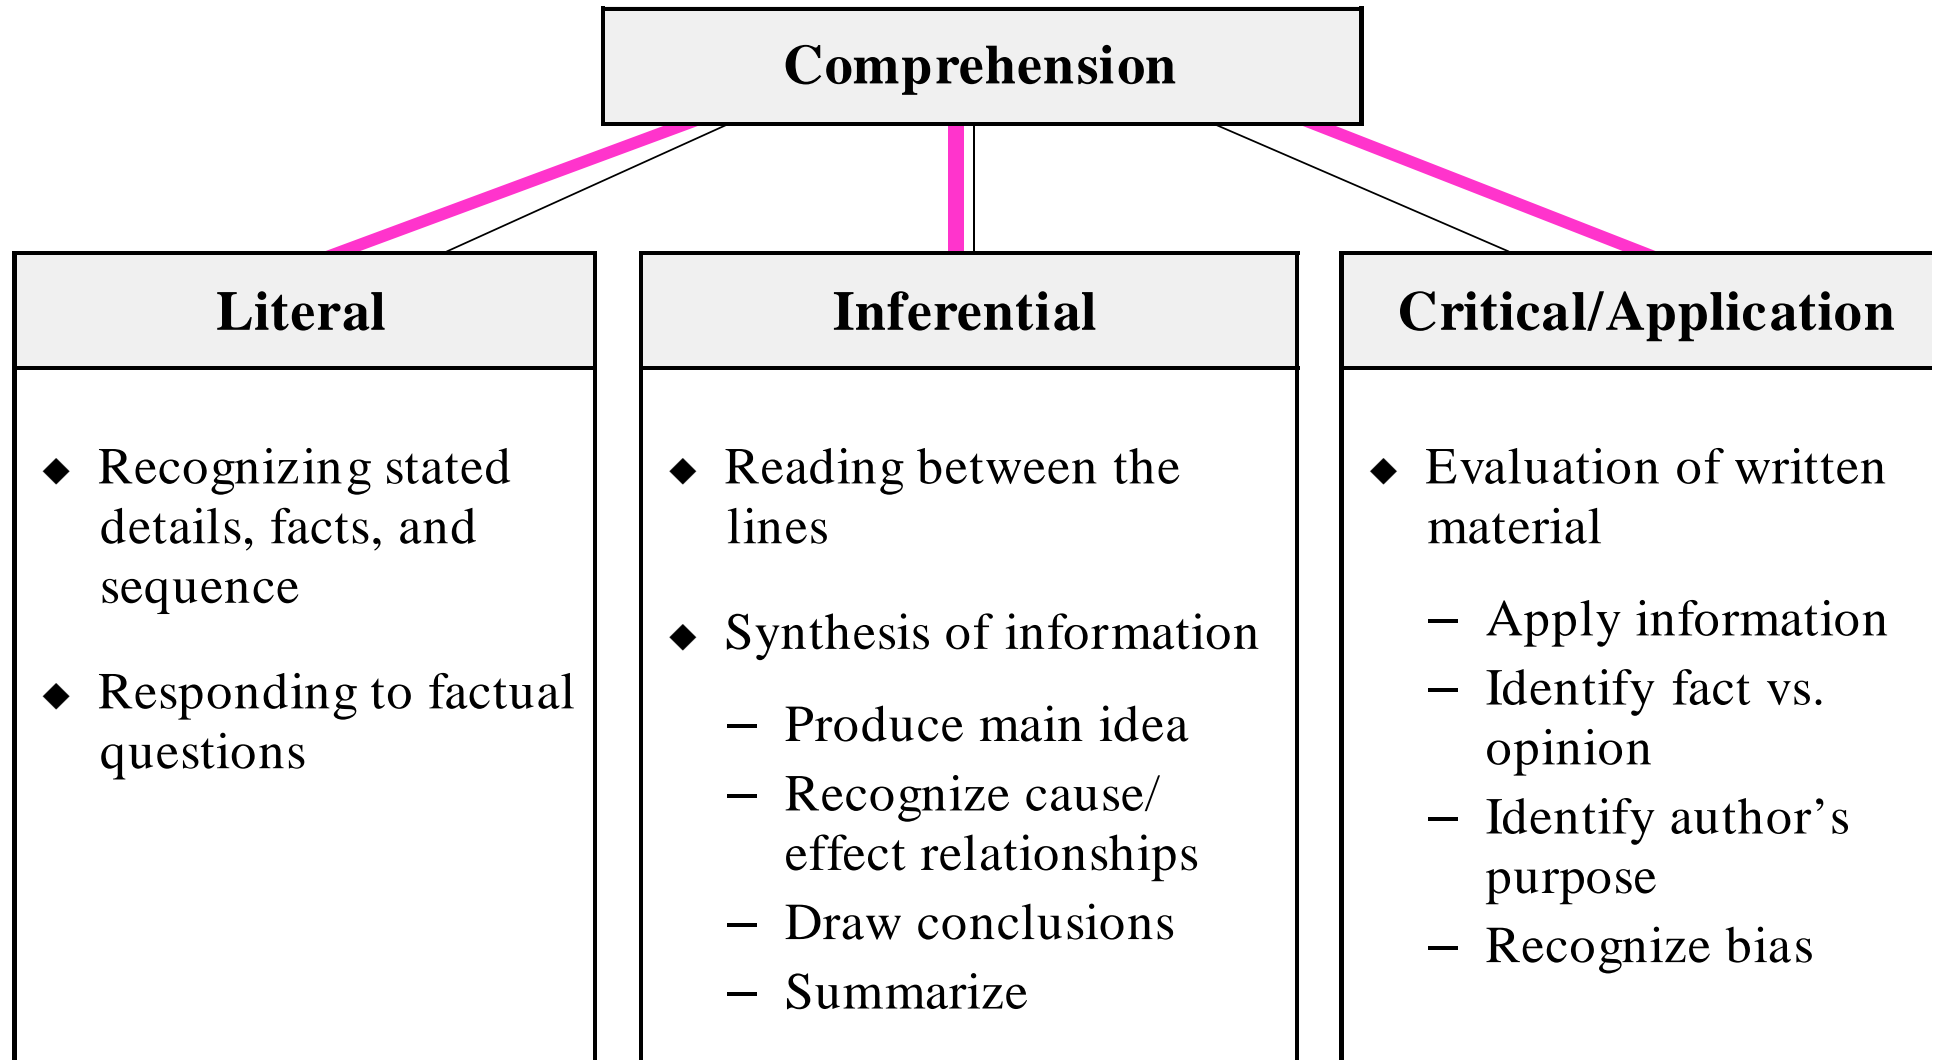 Comprehension
Literal
◆ Recognizing stated
details, facts, and
sequence
◆ Responding to factual
questions
Inferential
◆ Reading between the
lines
◆ Synthesis of information
– Produce main idea
– Recognize cause/
effect relationships
– Draw conclusions
– Summarize
Critical/Application
◆ Evaluation of written
material
– Apply information
– Identify fact vs.
opinion
– Identify author’s
purpose
– Recognize bias